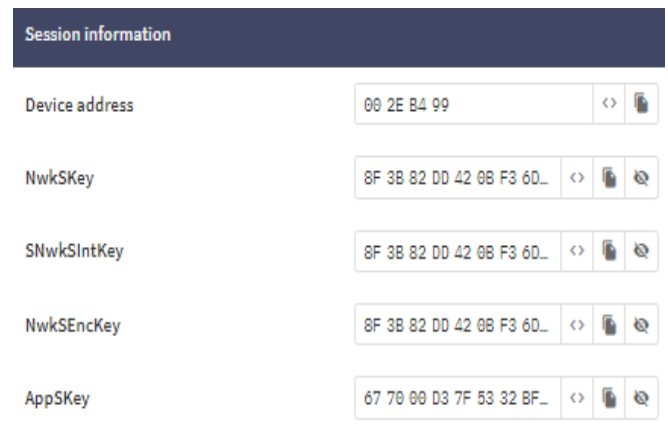 Session information
Device address 00 2E B4 99 <>
NwkSKey 8F 3B 82 DD 42 0B F3 6D… <>
SNwkSIntKey 8F 3B 82 DD 42 0B F3 6D… <>
NwkSEncKey 8F 3B 82 DD 42 0B F3 6D… <>
AppSKey 67 70 00 D3 7F 53 32 BF… <>